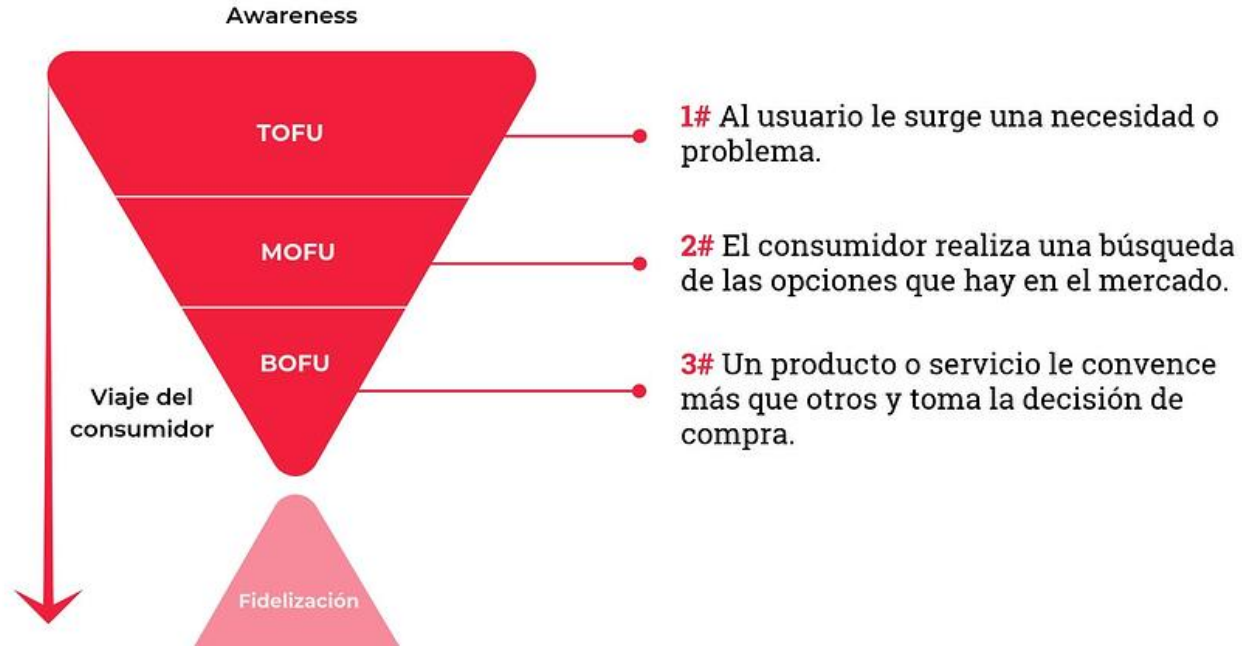 Awareness
TOFU
1# Al usuario le surge una necesidad o
problema.
MOFU
2# El consumidor realiza una búsqueda
de las opciones que hay en el mercado.
BOFU
3# Un producto o servicio le convence
más que otros y toma la decisión de
compra.
Viaje del
consumidor
Fidelización